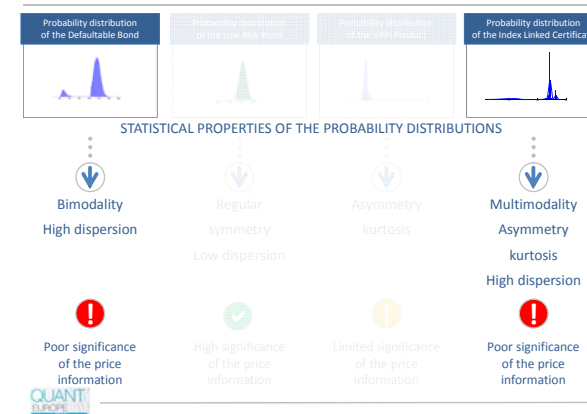 Probability distribution
of the Defaultable Bond
Probability distribution
of the Low Risk Bond
Probability distribution
of the VPPI Product
Probability distribution
of the Index Linked Certifica
STATISTICAL PROPERTIES OF THE PROBABILITY DISTRIBUTIONS
Bimodality
High dispersion
Regular
symmetry
Low dispersion
Asymmetry
kurtosis
Multimodality
Asymmetry
kurtosis
High dispersion
Poor significance
of the price
information
High significance
of the price
information
Limited significance
of the price
information
Poor significance
of the price
information
QUANT
EUROPE